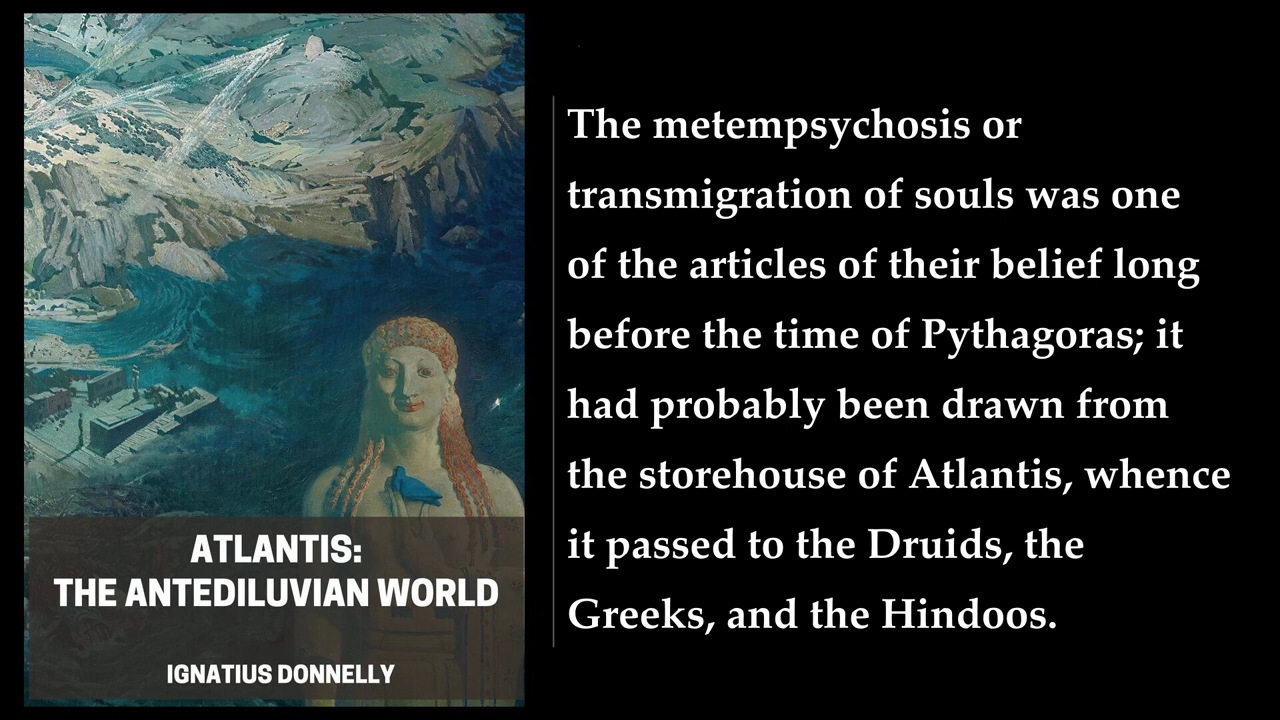 ATLANTIS:
THE ANTEDILUVIAN WORLD
IGNATIUS DONNELLY
The metempsychosis or
transmigration of souls was one
of the articles of their belief long
before the time of Pythagoras; it
had probably been drawn from
the storehouse of Atlantis, whence
it passed to the Druids, the
Greeks, and the Hindoos.